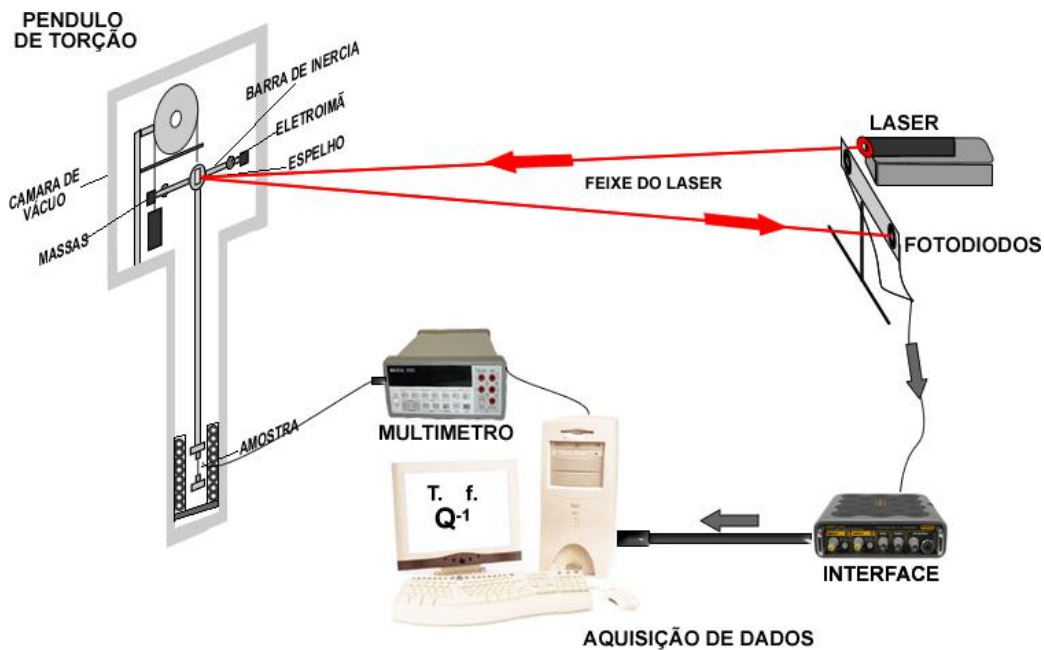 PENDULO
DE TORÇÃO
BARRA DE INERCIA
ELETROIMÃ
ESPELHO
CAMARA DE
VÁCUO
MASSAS
LASER
FEIXE DO LASER
FOTODIODOS
AMOSTRA
MULTIMETRO
T. f.
Q-1
INTERFACE
AQUISIÇÃO DE DADOS